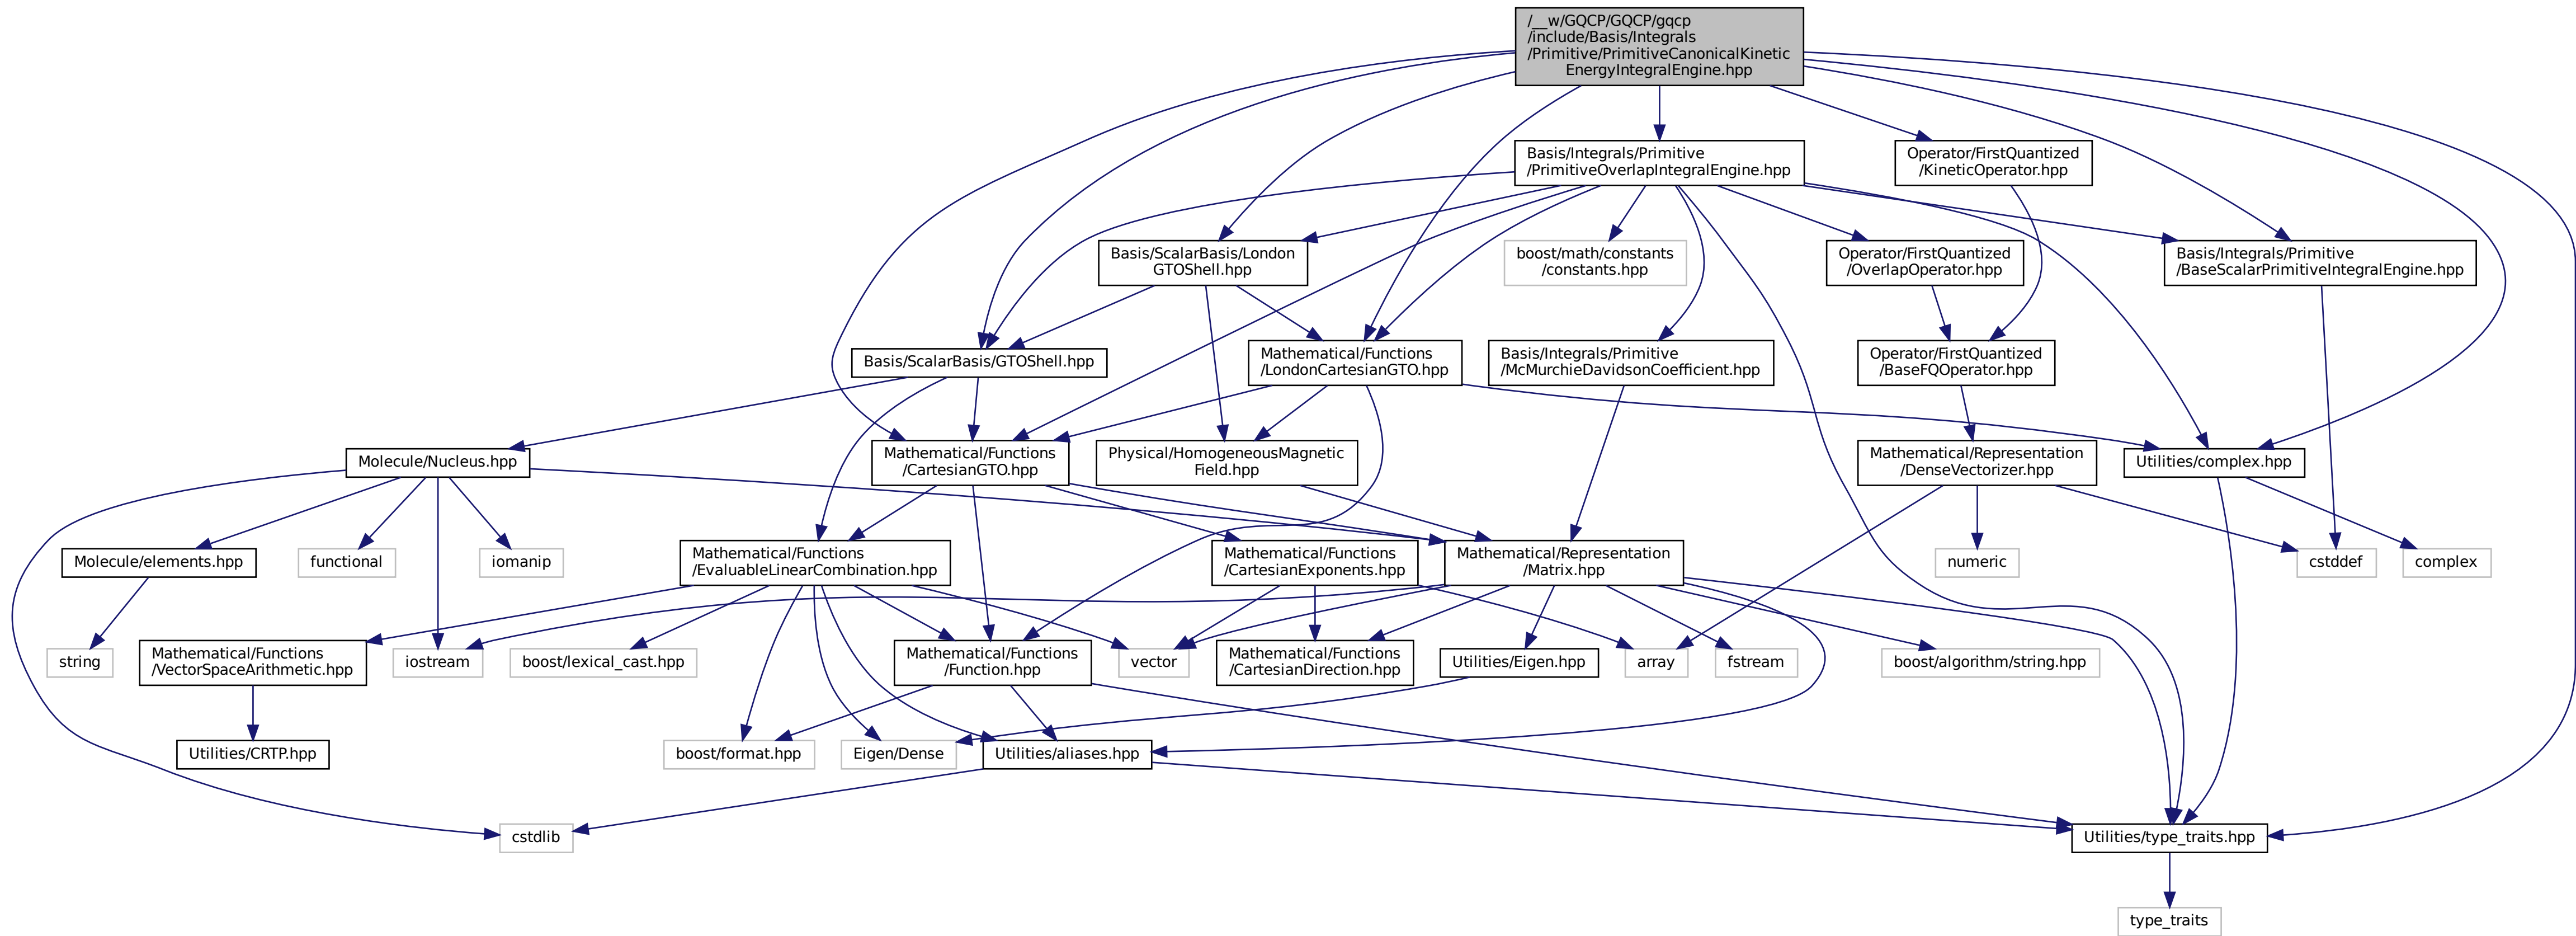 /__w/GQCP/GQCP/gqcp
/include/Basis/Integrals
/Primitive/PrimitiveCanonicalKinetic
EnergyIntegralEngine.hpp
Basis/Integrals/Primitive
/PrimitiveOverlapIntegralEngine.hpp
Operator/FirstQuantized
/KineticOperator.hpp
Basis/ScalarBasis/London
GTOShell.hpp
boost/math/constants
/constants.hpp
Operator/FirstQuantized
/OverlapOperator.hpp
Basis/Integrals/Primitive
/BaseScalarPrimitiveIntegralEngine.hpp
Basis/ScalarBasis/GTOShell.hpp
Mathematical/Functions
/LondonCartesianGTO.hpp
Basis/Integrals/Primitive
/McMurchieDavidsonCoefficient.hpp
Operator/FirstQuantized
/BaseFQOperator.hpp
Molecule/Nucleus.hpp
Mathematical/Functions
/CartesianGTO.hpp
Physical/HomogeneousMagnetic
Field.hpp
Mathematical/Representation
/DenseVectorizer.hpp
Utilities/complex.hpp
Molecule/elements.hpp
functional
iomanip
Mathematical/Functions
/EvaluableLinearCombination.hpp
Mathematical/Functions
/CartesianExponents.hpp
Mathematical/Representation
/Matrix.hpp
numeric
cstddef
complex
string
Mathematical/Functions
/VectorSpaceArithmetic.hpp
iostream
boost/lexical_cast.hpp
Mathematical/Functions
/Function.hpp
vector
Mathematical/Functions
/CartesianDirection.hpp
Utilities/Eigen.hpp
array
fstream
boost/algorithm/string.hpp
Utilities/CRTP.hpp
boost/format.hpp
Eigen/Dense
Utilities/aliases.hpp
cstdlib
Utilities/type_traits.hpp
type_traits